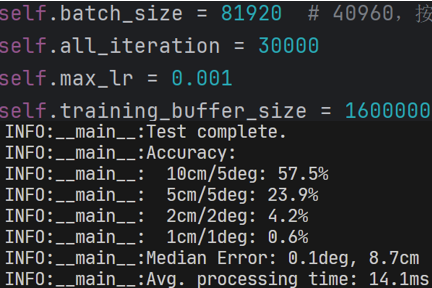 self.batch_size = 81920  # 40960，按
self.all_iteration = 30000
self.max_lr = 0.001
self.training_buffer_size = 1600000
INFO:__main__:Test complete.
INFO:__main__:Accuracy:
INFO:__main__:  10cm/5deg: 57.5%
INFO:__main__:  5cm/5deg: 23.9%
INFO:__main__:  2cm/2deg: 4.2%
INFO:__main__:  1cm/1deg: 0.6%
INFO:__main__:Median Error: 0.1deg, 8.7cm
INFO:__main__:Avg. processing time: 14.1ms